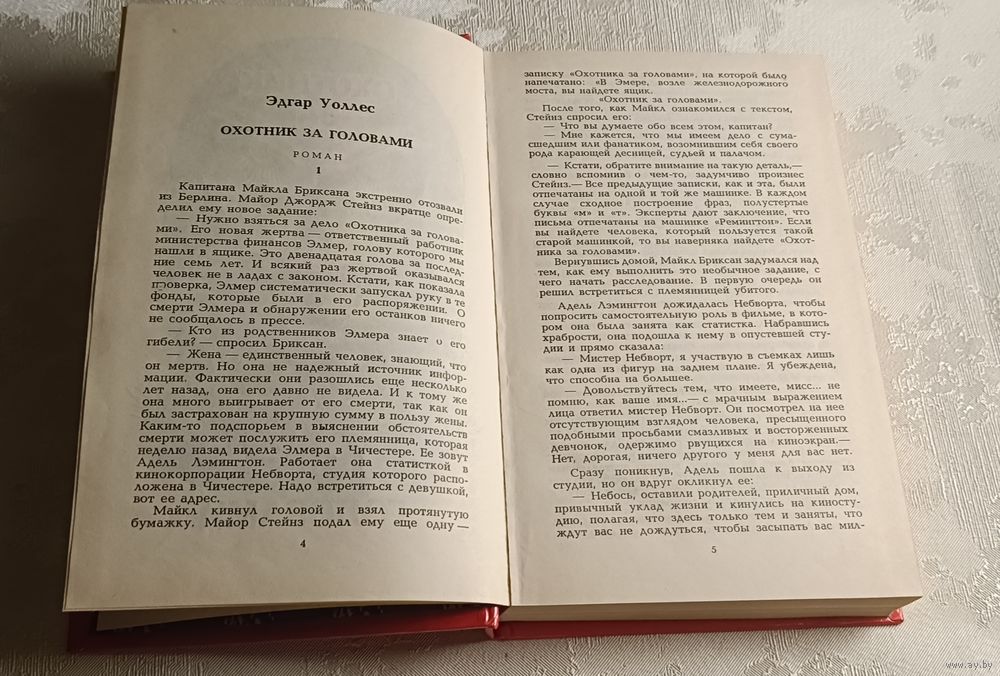 Эдгар Уоллес
ОХОТНИК ЗА ГОЛОВАМИ
РОМАН
1
Капитана Майкла Бриксана экстренно отозвали
из Берлина. Майор Джордж Стейнз вкратце опре-
делил ему новое задание:
— Нужно взяться за дело «Охотника за голова-
ми». Его новая жертва — ответственный работник
министерства финансов Элмер, голову которого мы
нашли в ящике. Это двенадцатая голова за послед-
ние семь лет. И всякий раз жертвой оказывался
человек не в ладах с законом. Кстати, как показала
проверка, Элмер систематически запускал руку в те
фонды, которые были в его распоряжении. О
смерти Элмера и обнаружении его останков ничего
не сообщалось в прессе.
— Кто из родственников Элмера знает о его
гибели? — спросил Бриксан.
— Жена — единственный человек, знающий, что
он мертв. Но она не надежный источник инфор-
мации. Фактически они разошлись еще несколько
лет назад, она его давно не видела. И к тому же
она много выигрывает от его смерти, так как он
был застрахован на крупную сумму в пользу жены.
Каким-то подспорьем в выяснении обстоятельств
смерти может послужить его племянница, которая
неделю назад видела Элмера в Чичестере. Ее зовут
Адель Лэмингтон. Работает она статисткой в
кинокорпорации Небворта, студия которого распо-
ложена в Чичестере. Надо встретиться с девушкой,
вот ее адрес.
Майкл кивнул головой и взял протянутую
бумажку. Майор Стейнз подал ему еще одну —
4
записку «Охотника за головами», на которой было
напечатано: «В Эмере, возле железнодорожного
моста, вы найдете ящик.
«Охотник за головами».
После того, как Майкл ознакомился с текстом,
Стейнз спросил его:
— Что вы думаете обо всем этом, капитан?
— Мне кажется, что мы имеем дело с сума-
сшедшим или фанатиком, возомнившим себя своего
рода карающей десницей, судьей и палачом.
— Кстати, обратите внимание на такую деталь,—
словно вспомнив о чем-то, задумчиво произнес
Стейнз.— Все предыдущие записки, как и эта, были
отпечатаны на одной и той же машинке. В каждом
случае сходное построение фраз, полустертые
буквы «м» и «т». Эксперты дают заключение, что
письма отпечатаны на машинке «Ремингтон». Если
вы найдете человека, который пользуется такой
старой машинкой, то вы наверняка найдете «Охот-
ника за головами».
Вернувшись домой, Майкл Бриксан задумался над
тем, как ему выполнить это необычное задание, с
чего начать расследование. В первую очередь он
решил встретиться с племянницей убитого.
Адель Лэмингтон дожидалась Небворта, чтобы
попросить самостоятельную роль в фильме, в кото-
ром она была занята как статистка. Набравшись
храбрости, она подошла к нему в опустевшей сту-
дии и прямо сказала:
— Мистер Небворт, я участвую в съемках лишь
как одна из фигур на заднем плане. Я убеждена,
что способна на большее.
— Довольствуйтесь тем, что имеете, мисс... не
помню, как ваше имя...— с мрачным выражением
лица ответил мистер Небворт. Он посмотрел на нее
отсутствующим взглядом человека, пресыщенного
подобными просьбами смазливых и восторженных
девчонок, одержимо рвущихся на киноэкран.—
Нет, дорогая, ничего другого у меня для вас нет.
Сразу поникнув, Адель пошла к выходу из
студии, но он вдруг окликнул ее:
— Небось, оставили родителей, приличный дом,
привычный уклад жизни и кинулись на киносту-
дию, полагая, что здесь только тем и заняты, что
ждут вас не дождуться, чтобы засыпать вас мил-
5
www.ay.by